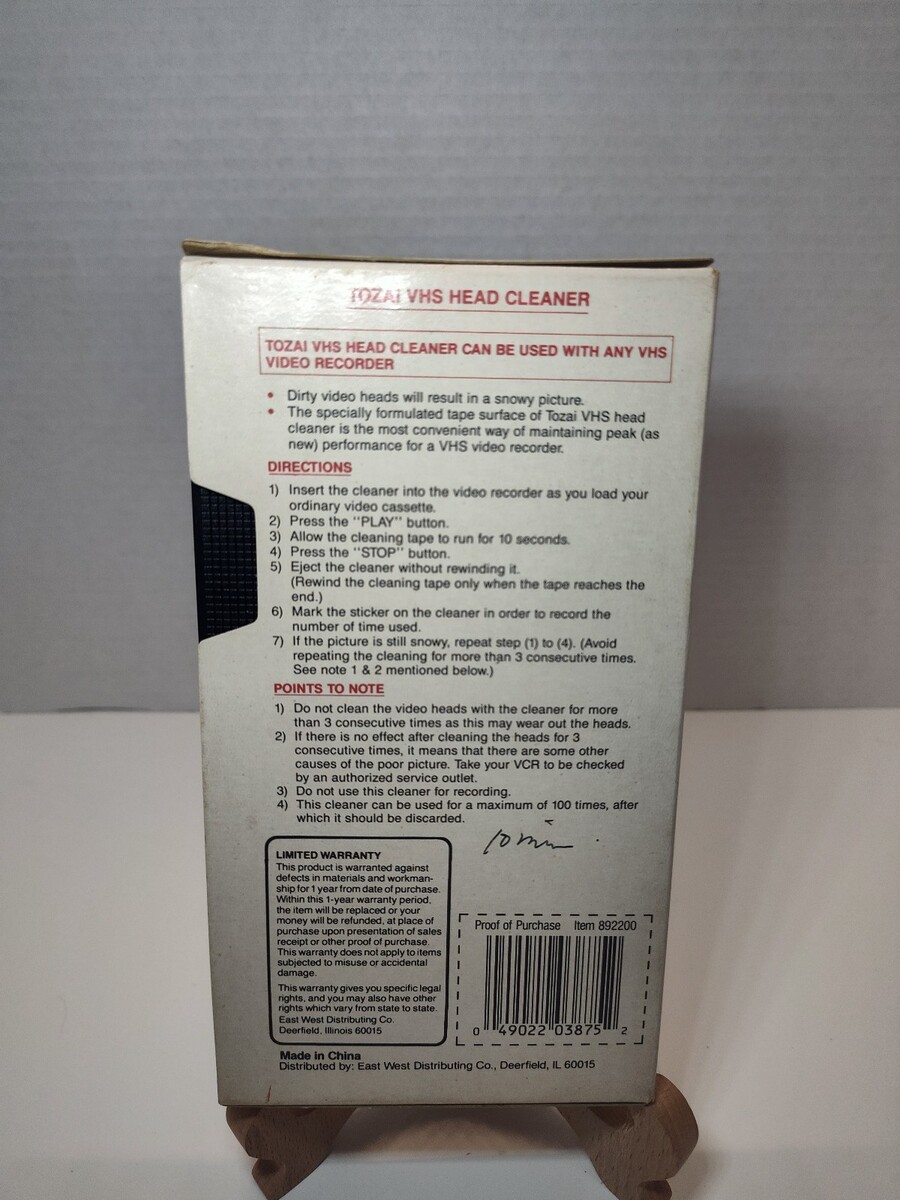 TOZAI VHS HEAD CLEANER
TOZAI VHS HEAD CLEANER CAN BE USED WITH ANY VHS
VIDEO RECORDER
• Dirty video heads will result in a snowy picture.
• The specially formulated tape surface of Tozai VHS head
cleaner is the most convenient way of maintaining peak (as
new) performance for a VHS video recorder.
DIRECTIONS
1) Insert the cleaner into the video recorder as you load your
ordinary video cassette.
2) Press the "PLAY" button.
3) Allow the cleaning tape to run for 10 seconds.
4) Press the "STOP" button.
5) Eject the cleaner without rewinding it.
(Rewind the cleaning tape only when the tape reaches the
end.)
6) Mark the sticker on the cleaner in order to record the
number of time used.
7) If the picture is still snowy, repeat step (1) to (4). (Avoid
repeating the cleaning for more than 3 consecutive times.
See note 1 & 2 mentioned below.)
POINTS TO NOTE
1) Do not clean the video heads with the cleaner for more
than 3 consecutive times as this may wear out the heads.
2) If there is no effect after cleaning the heads for 3
consecutive times, it means that there are some other
causes of the poor picture. Take your VCR to be checked
by an authorized service outlet.
3) Do not use this cleaner for recording.
4) This cleaner can be used for a maximum of 100 times, after
which it should be discarded.
LIMITED WARRANTY
This product is warranted against
defects in materials and workman-
ship for 1 year from date of purchase.
Within this 1-year warranty period,
the item will be replaced or your
money will be refunded, at place of
purchase upon presentation of sales
receipt or other proof of purchase.
This warranty does not apply to items
subjected to misuse or accidental
damage.
This warranty gives you specific legal
rights, and you may also have other
rights which vary from state to state.
East West Distributing Co.
Deerfield, Illinois 60015
Proof of Purchase Item 892200
0 49022 03875 2
Made in China
Distributed by: East West Distributing Co., Deerfield, IL 60015